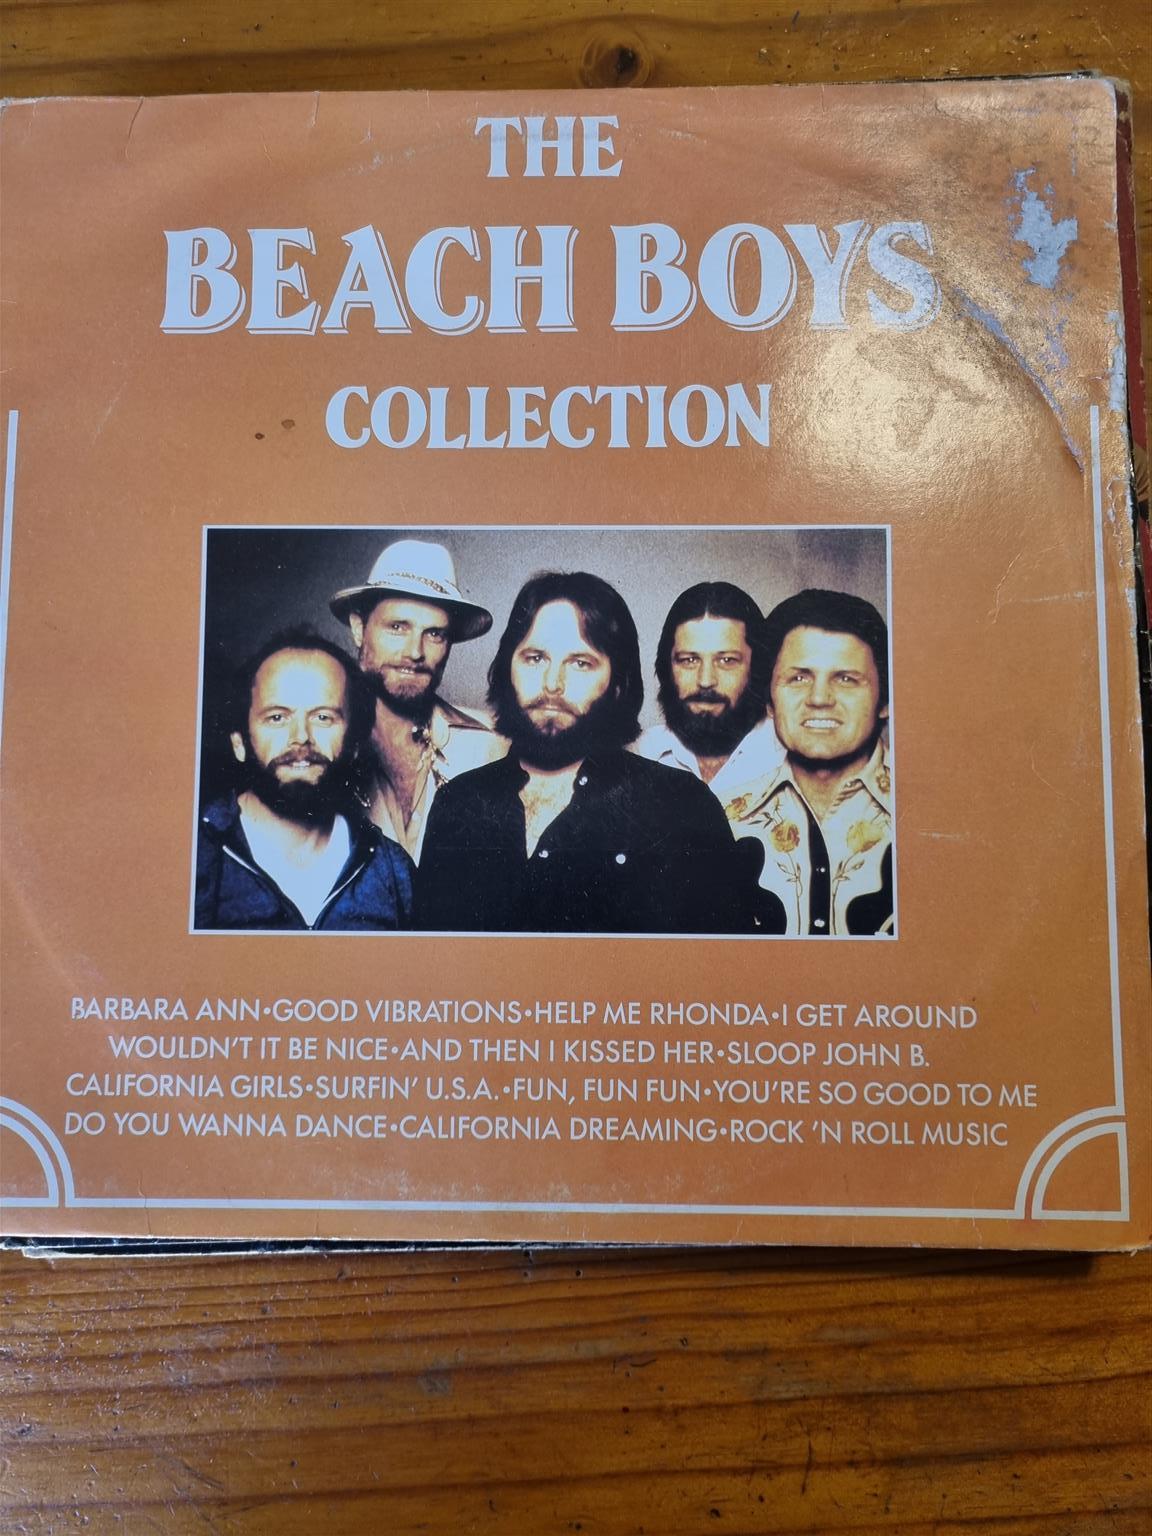 THE
BEACH BOYS
COLLECTION
BARBARA ANN•GOOD VIBRATIONS•HELP ME RHONDA•I GET AROUND
WOULDN'T IT BE NICE•AND THEN I KISSED HER•SLOOP JOHN B.
CALIFORNIA GIRLS•SURFIN' U.S.A.•FUN, FUN FUN•YOU'RE SO GOOD TO ME
DO YOU WANNA DANCE•CALIFORNIA DREAMING•ROCK 'N ROLL MUSIC